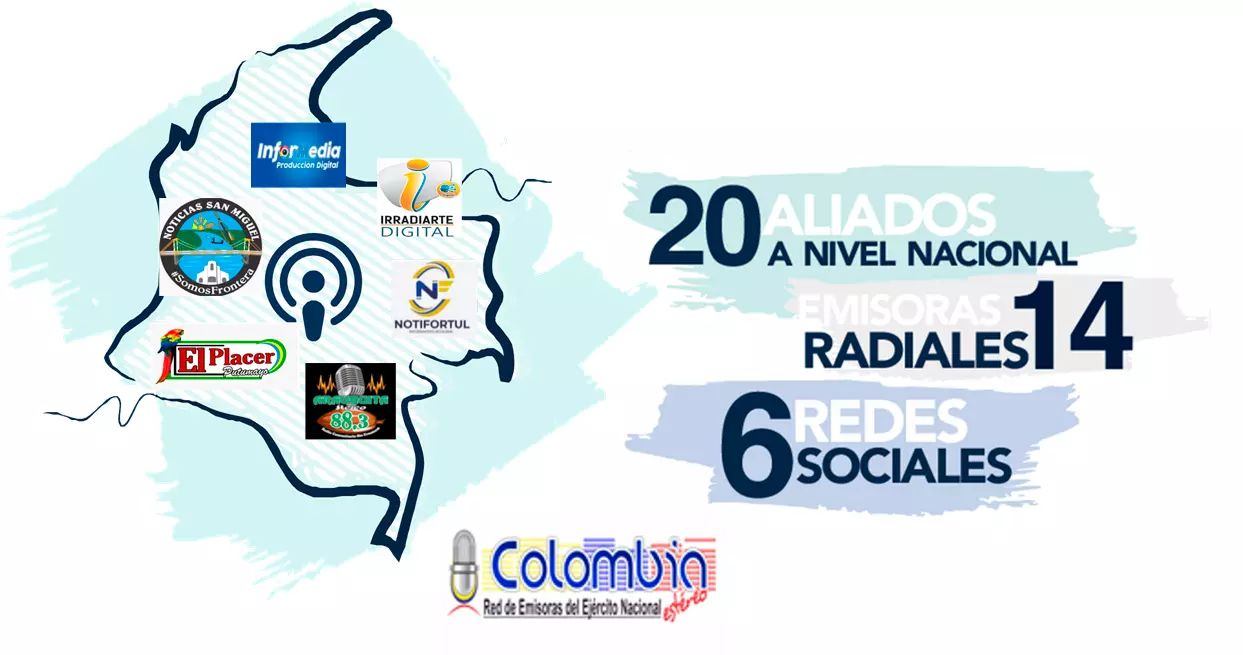 InforMedia
Producción Digital
IRRADIARTE
DIGITAL
NOTICIAS SAN MIGUEL
#SomosFrontera
NF
NOTIFORTUL
El Placer
Putumayo
88.3
20 ALIADOS
A NIVEL NACIONAL
EMISORAS
RADIALES 14
6 REDES
SOCIALES
Colombia
estéreo
Red de Emisoras del Ejército Nacional